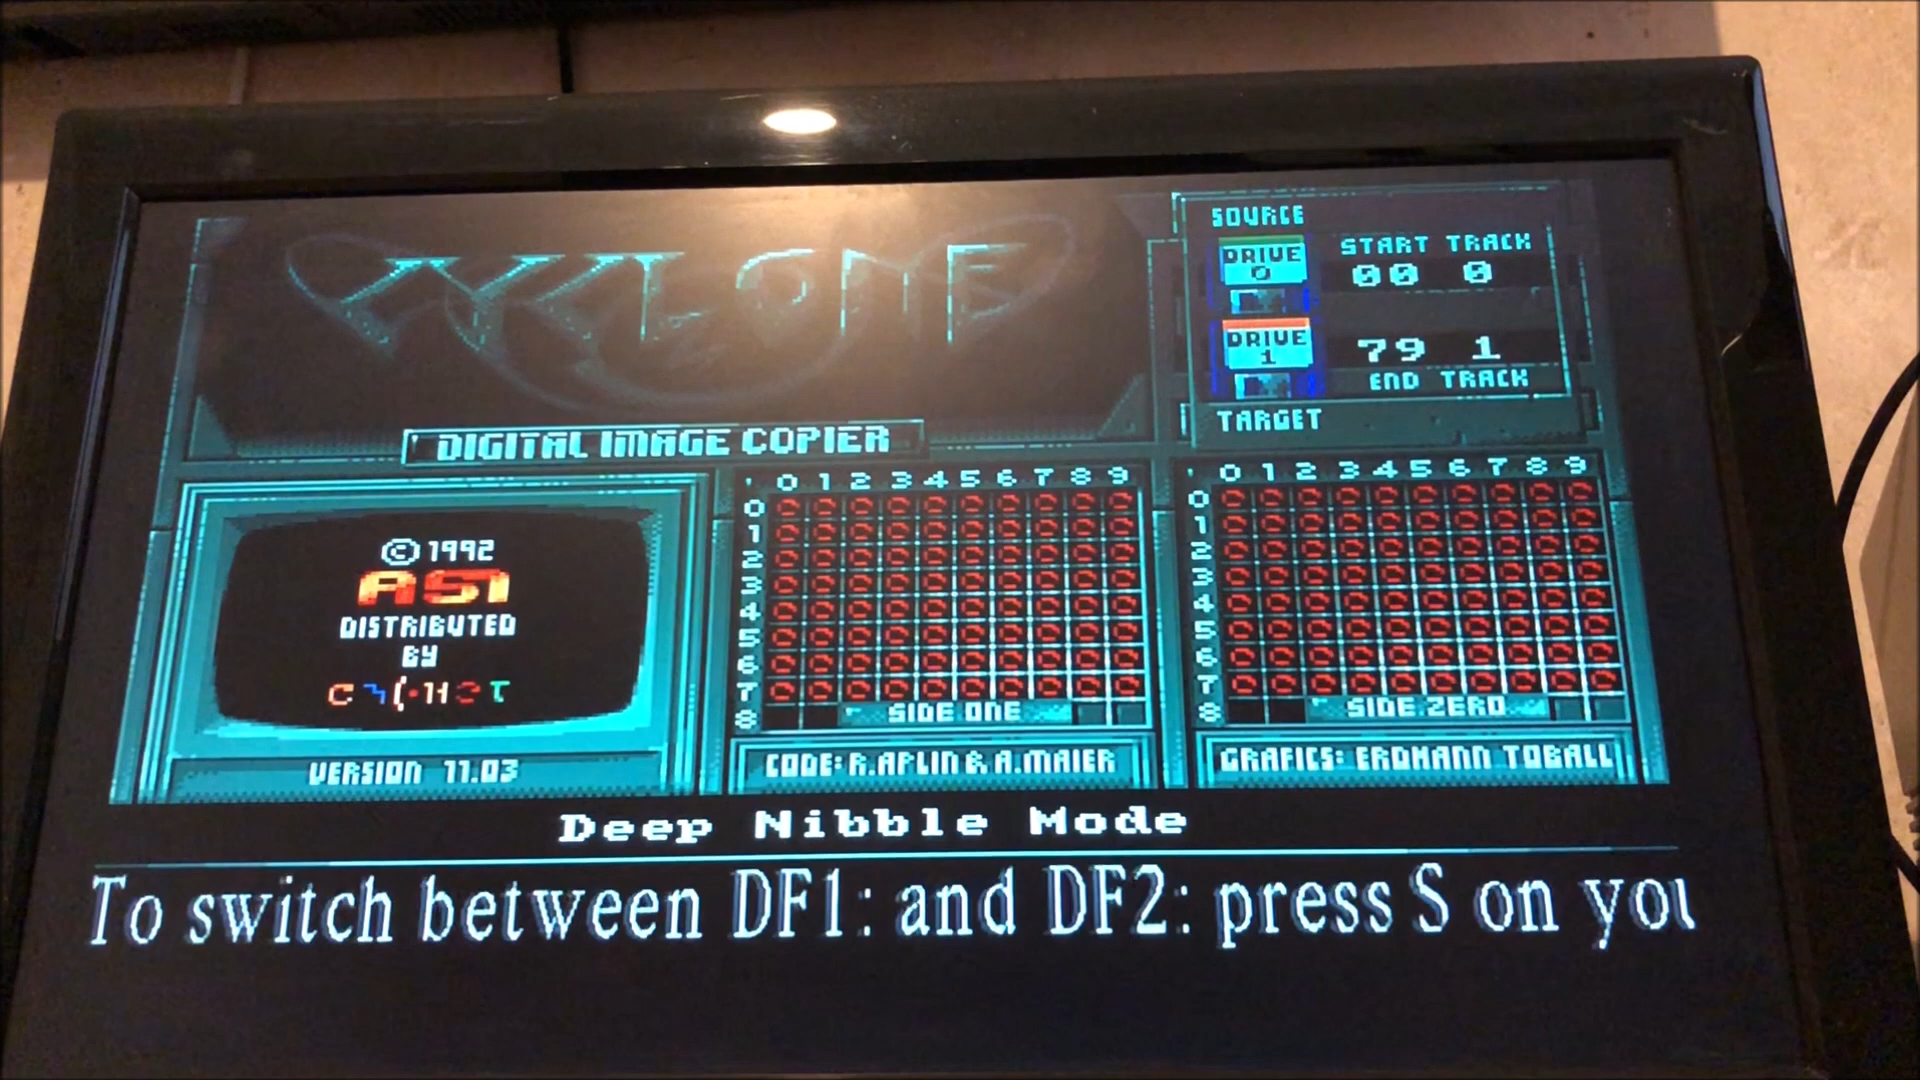 SOURCE
DRIVE
0
START TRACK
00 0
DRIVE
1
79 1
END TRACK
TARGET
DIGITAL IMAGE COPIER
© 1992
ASI
DISTRIBUTED
BY
VERSION 11.03
0 1 2 3 4 5 6 7 8 9
0
1
2
3
4
5
6
7
8
SIDE ONE
CODE: R.APLIN & A.MAIER
0 1 2 3 4 5 6 7 8 9
0
1
2
3
4
5
6
7
8
SIDE ZERO
GRAFICS: ERDMANN TOBALL
Deep Nibble Mode
To switch between DF1: and DF2: press S on you